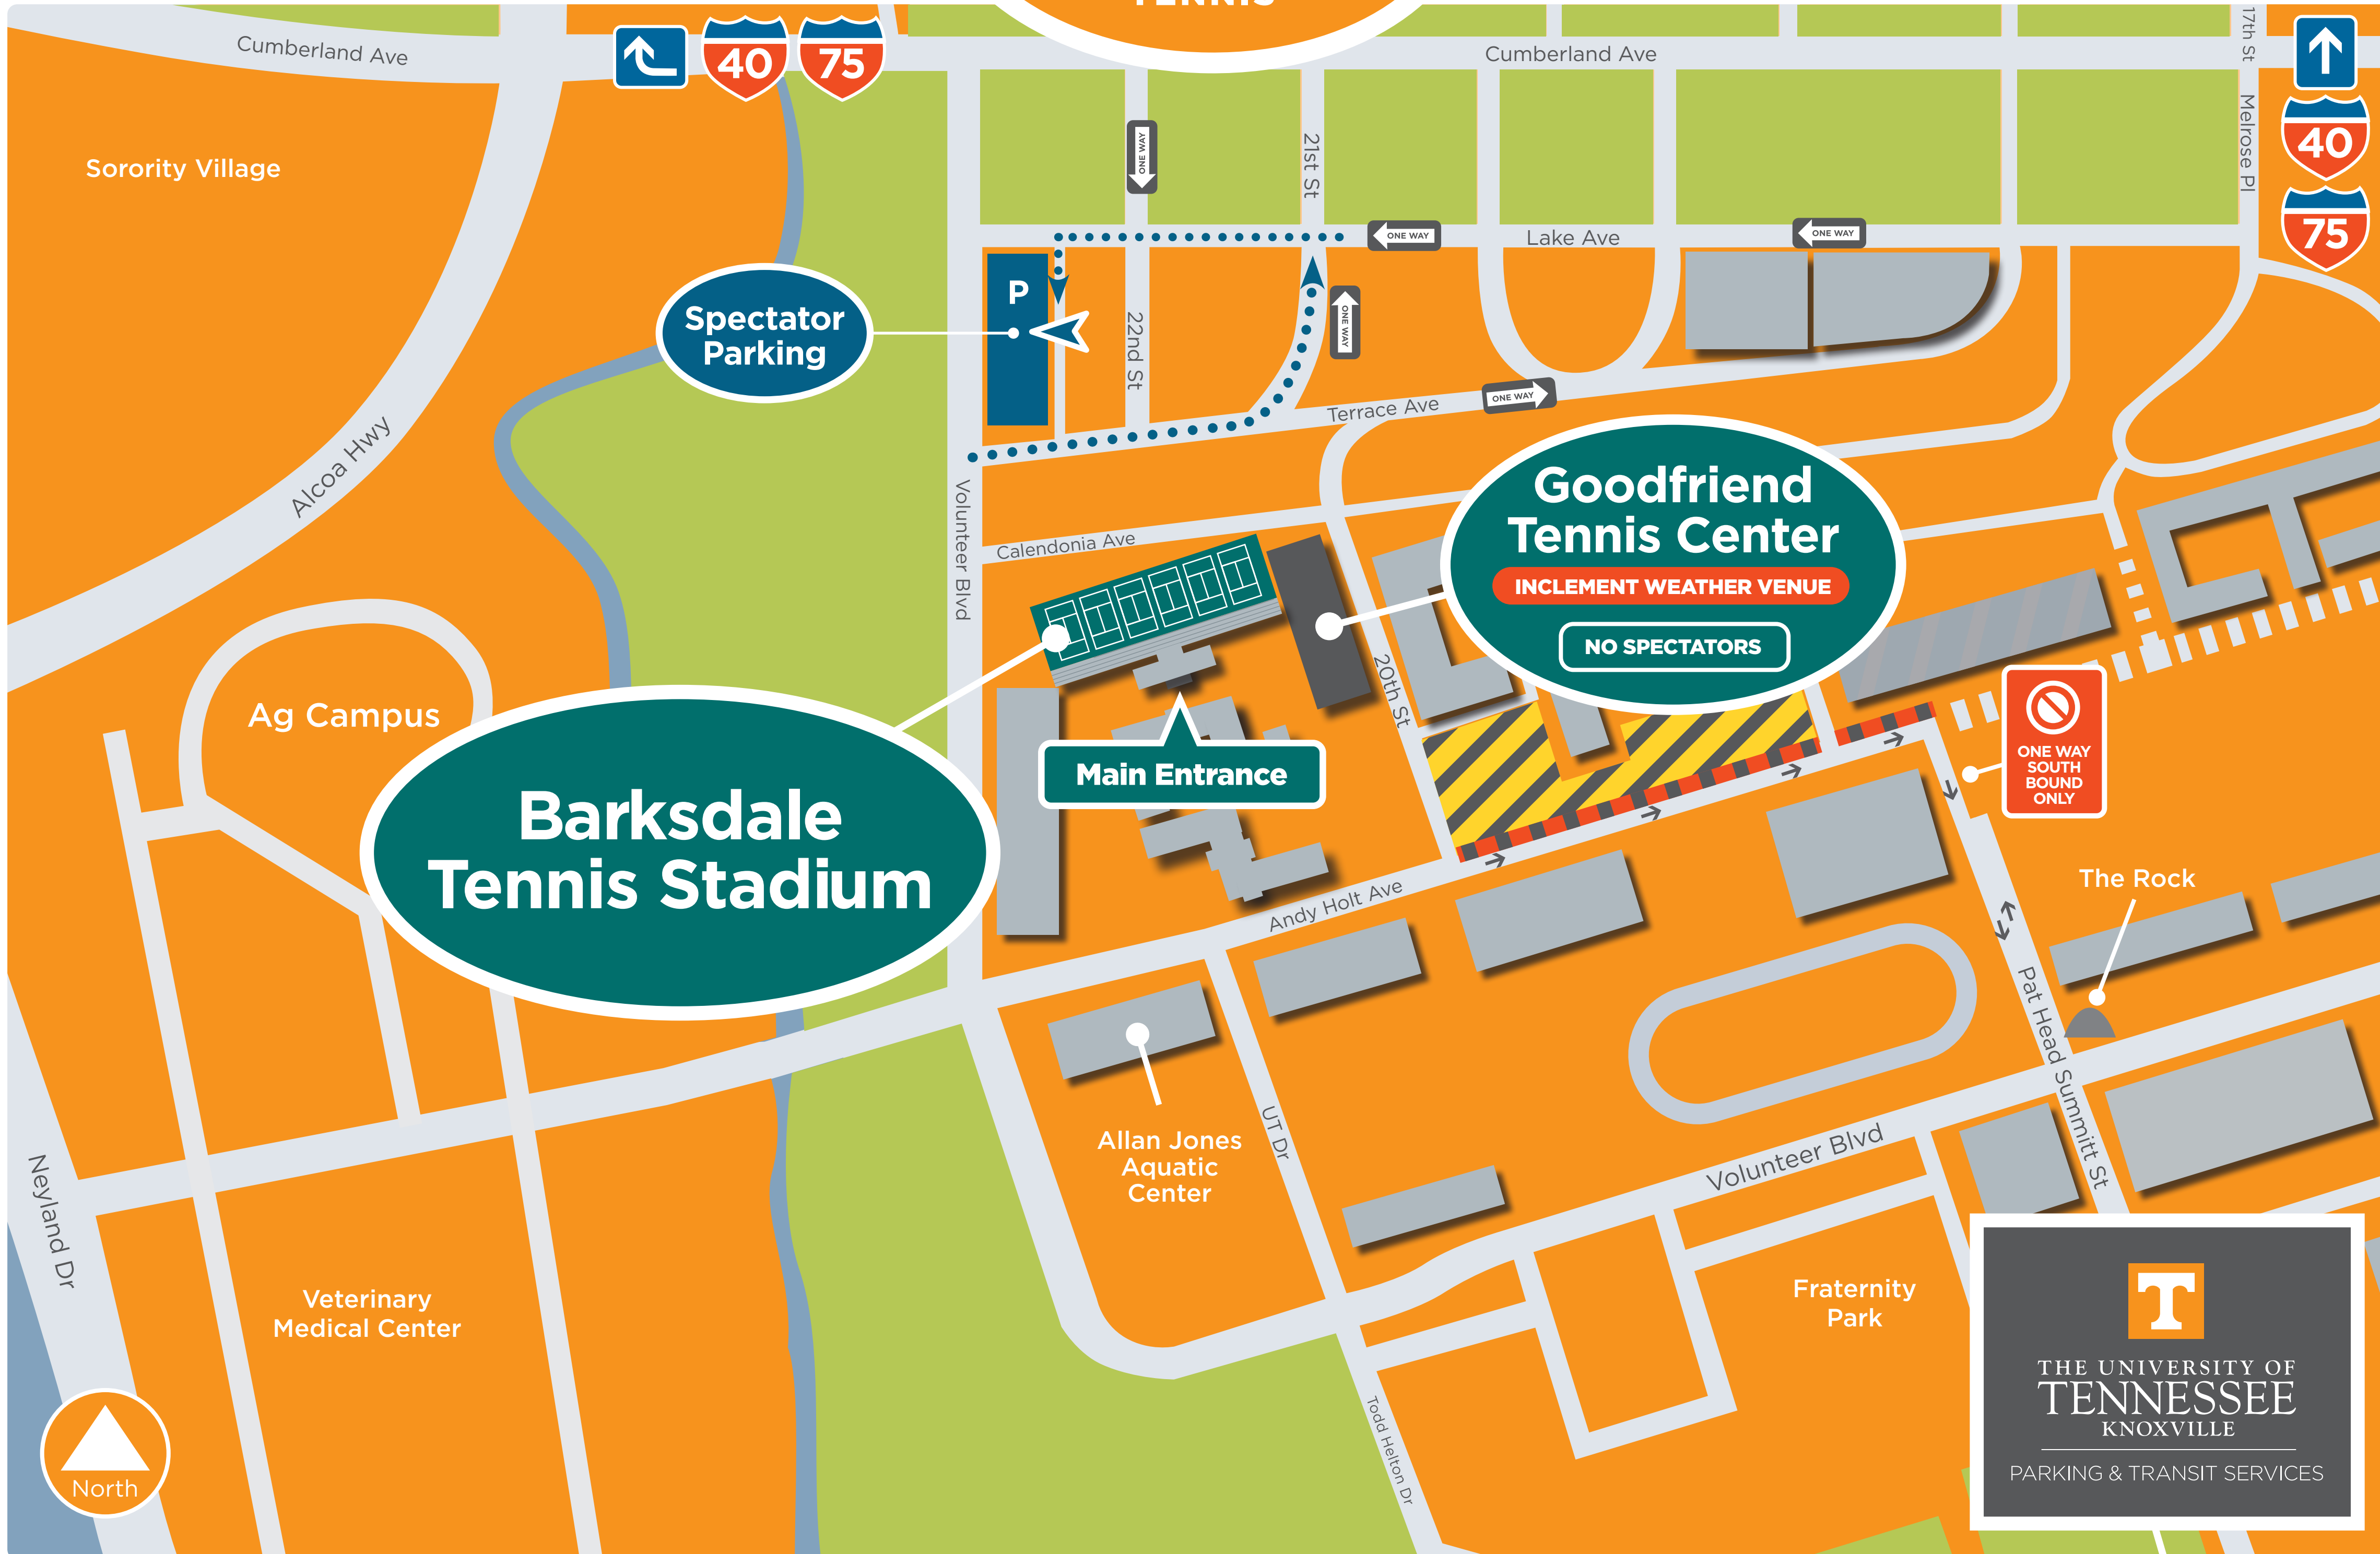 TENNIS
Cumberland Ave
40
75
Cumberland Ave
17th St
Melrose Pl
40
75
Sorority Village
ONE WAY
21st St
ONE WAY
Lake Ave
ONE WAY
P
Spectator
Parking
22nd St
ONE WAY
Terrace Ave
ONE WAY
Alcoa Hwy
Volunteer Blvd
Calendonia Ave
Goodfriend
Tennis Center
INCLEMENT WEATHER VENUE
NO SPECTATORS
20th St
Ag Campus
Main Entrance
ONE WAY
SOUTH
BOUND
ONLY
Barksdale
Tennis Stadium
Andy Holt Ave
The Rock
Pat Head Summitt St
Allan Jones
Aquatic
Center
UT Dr
Volunteer Blvd
Neyland Dr
Veterinary
Medical Center
Fraternity
Park
Todd Helton Dr
North
T
THE UNIVERSITY OF
TENNESSEE
KNOXVILLE
PARKING & TRANSIT SERVICES